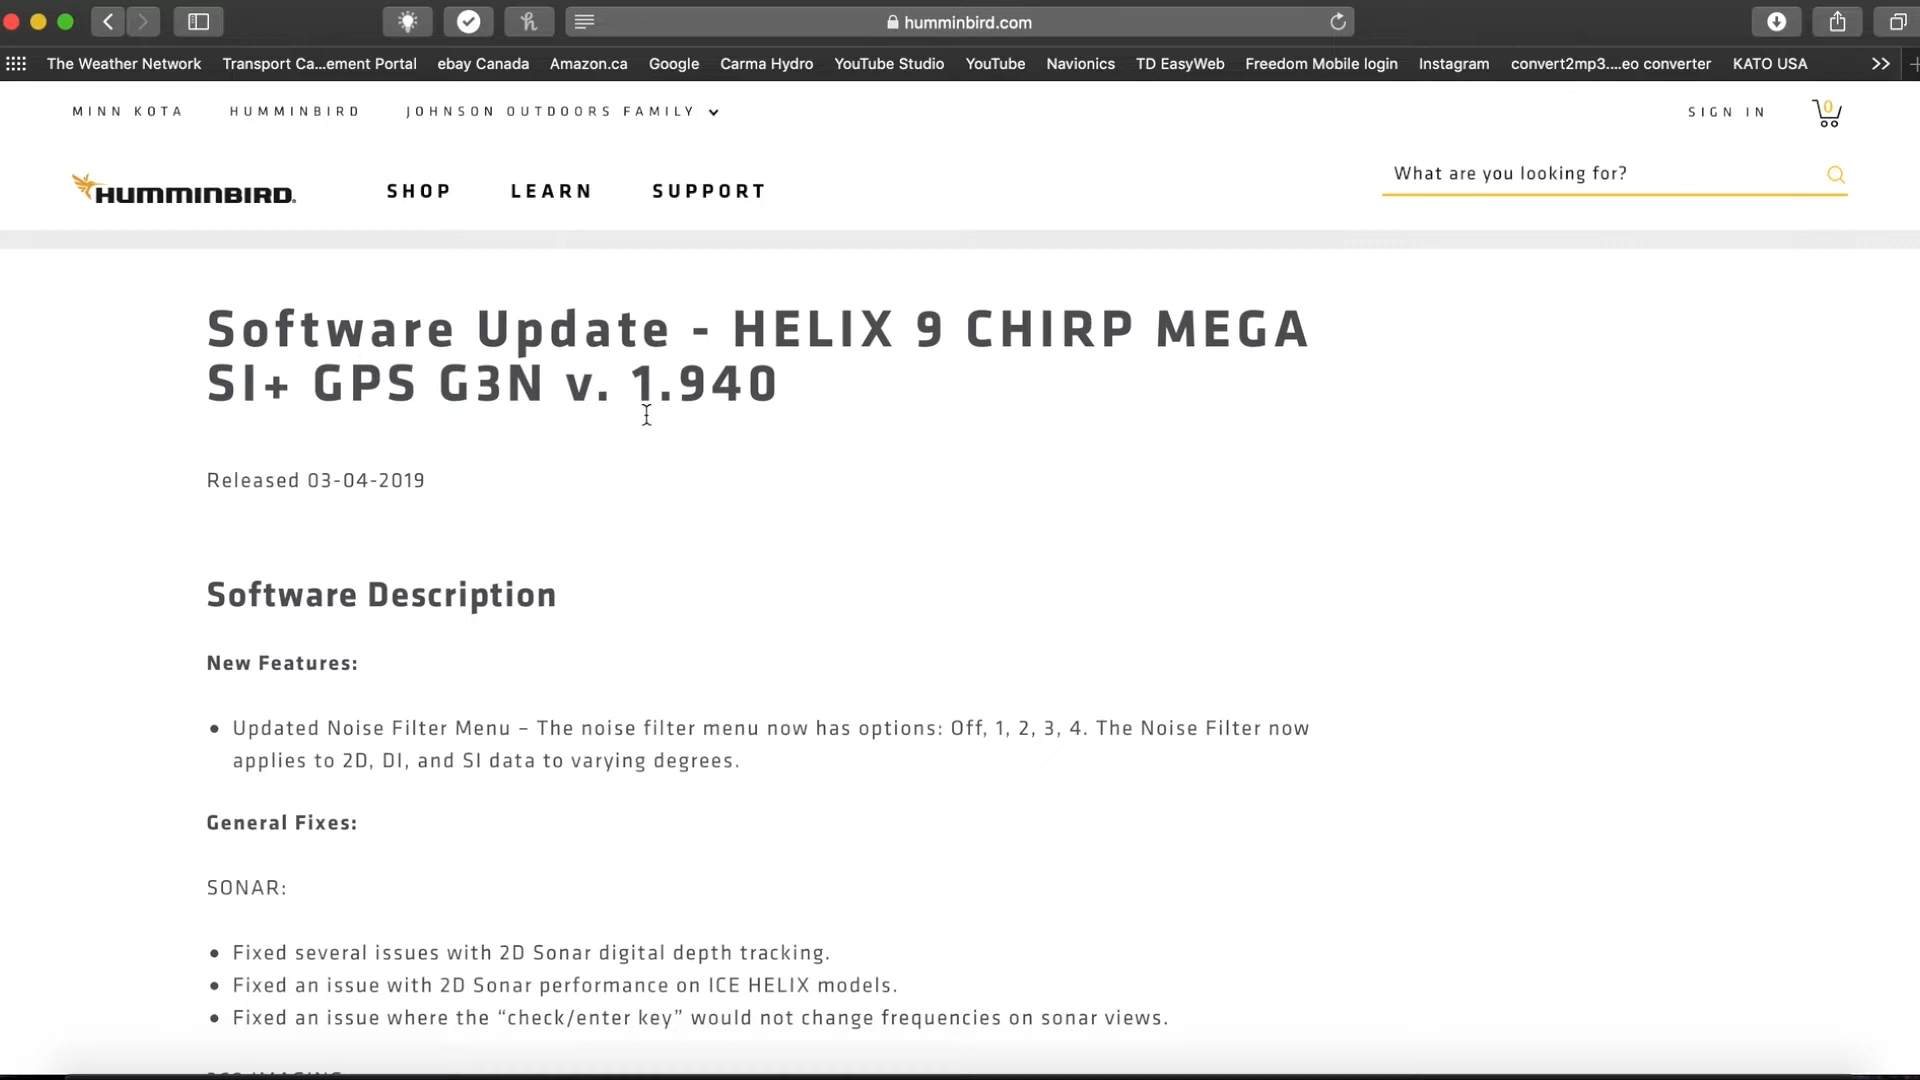 humminbird.com
The Weather Network Transport Ca...ement Portal ebay Canada Amazon.ca Google Carma Hydro YouTube Studio YouTube Navionics TD EasyWeb Freedom Mobile login Instagram convert2mp3....eo converter KATO USA
MINN KOTA HUMMINBIRD JOHNSON OUTDOORS FAMILY SIGN IN 0
HUMMINBIRD. SHOP LEARN SUPPORT What are you looking for?
Software Update - HELIX 9 CHIRP MEGA
SI+ GPS G3N v. 1.940
Released 03-04-2019
Software Description
New Features:
• Updated Noise Filter Menu – The noise filter menu now has options: Off, 1, 2, 3, 4. The Noise Filter now
applies to 2D, DI, and SI data to varying degrees.
General Fixes:
SONAR:
• Fixed several issues with 2D Sonar digital depth tracking.
• Fixed an issue with 2D Sonar performance on ICE HELIX models.
• Fixed an issue where the “check/enter key” would not change frequencies on sonar views.